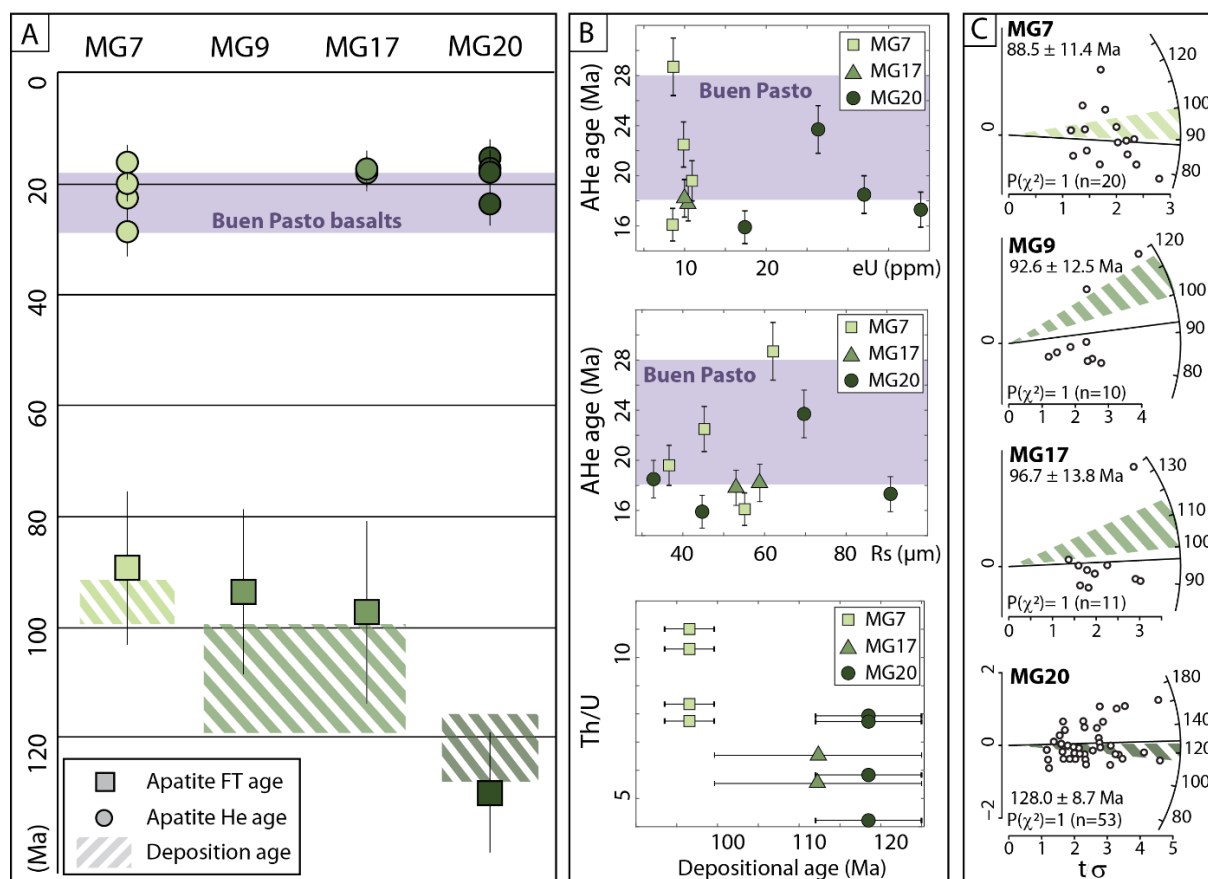 A
MG7 MG9 MG17 MG20
0
20
Buen Pasto basalts
40
60
80
100
120
(Ma)
Apatite FT age
Apatite He age
Deposition age
B
AHe age (Ma)
28
24
20
16
Buen Pasto
MG7
MG17
MG20
10 20 eU (ppm)
AHe age (Ma)
28
24
20
16
Buen Pasto
MG7
MG17
MG20
40 60 Rs (µm) 80
Th/U
10
5
MG7
MG17
MG20
100 110 120
Depositional age (Ma)
C
MG7
88.5 ± 11.4 Ma
120
100
90
80
0
P(χ²)= 1 (n=20)
0 1 2 3
MG9
92.6 ± 12.5 Ma
120
100
90
80
0
P(χ²)= 1 (n=10)
0 1 2 3 4
MG17
96.7 ± 13.8 Ma
130
110
100
90
0
P(χ²)= 1 (n=11)
0 1 2 3
MG20
2
0
-2
180
140
120
100
80
128.0 ± 8.7 Ma
P(χ²)=1 (n=53)
0 1 2 3 4 5
t σ